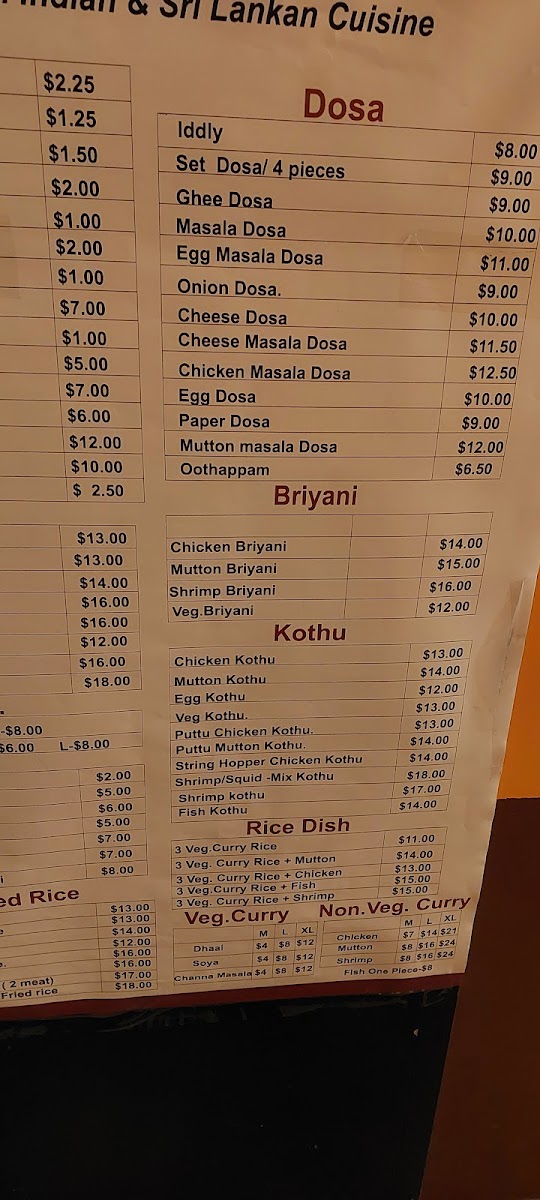 Indian & Sri Lankan Cuisine
$2.25
$1.25
$1.50
$2.00
$1.00
$2.00
$1.00
$7.00
$1.00
$5.00
$7.00
$6.00
$12.00
$10.00
$ 2.50
$13.00
$13.00
$14.00
$16.00
$16.00
$12.00
$16.00
$18.00
-$8.00
$6.00 L-$8.00
$2.00
$5.00
$6.00
$5.00
$7.00
$7.00
$8.00
ed Rice
$13.00
$13.00
$14.00
$12.00
$16.00
$16.00
( 2 meat) $17.00
Fried rice $18.00
Dosa
Iddly $8.00
Set Dosa/ 4 pieces $9.00
Ghee Dosa $9.00
Masala Dosa $10.00
Egg Masala Dosa $11.00
Onion Dosa. $9.00
Cheese Dosa $10.00
Cheese Masala Dosa $11.50
Chicken Masala Dosa $12.50
Egg Dosa $10.00
Paper Dosa $9.00
Mutton masala Dosa $12.00
Oothappam $6.50
Briyani
Chicken Briyani $14.00
Mutton Briyani $15.00
Shrimp Briyani $16.00
Veg.Briyani $12.00
Kothu
Chicken Kothu $13.00
Mutton Kothu $14.00
Egg Kothu $12.00
Veg Kothu. $13.00
Puttu Chicken Kothu. $13.00
Puttu Mutton Kothu. $14.00
String Hopper Chicken Kothu $14.00
Shrimp/Squid -Mix Kothu $18.00
Shrimp kothu $17.00
Fish Kothu $14.00
Rice Dish
3 Veg.Curry Rice $11.00
3 Veg. Curry Rice + Mutton $14.00
3 Veg. Curry Rice + Chicken $13.00
3 Veg. Curry Rice + Fish $15.00
3 Veg. Curry Rice + Shrimp $15.00
Veg.Curry
M L XL
Dhaal $4 $8 $12
Soya $4 $8 $12
Channa Masala $4 $8 $12
Non.Veg. Curry
M L XL
Chicken $7 $14 $21
Mutton $8 $16 $24
Shrimp $8 $16 $24
Fish One Piece-$8